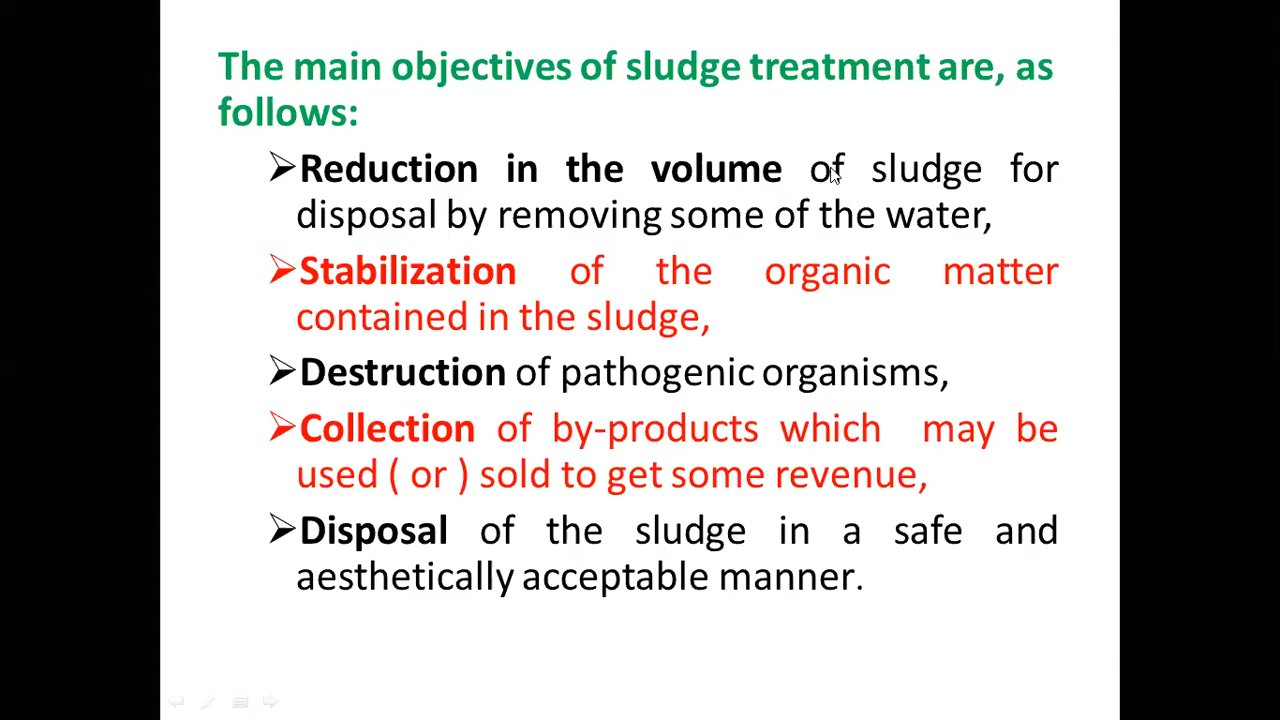 The main objectives of sludge treatment are, as
follows:
➢Reduction in the volume of sludge for
disposal by removing some of the water,
➢Stabilization of the organic matter
contained in the sludge,
➢Destruction of pathogenic organisms,
➢Collection of by-products which may be
used ( or ) sold to get some revenue,
➢Disposal of the sludge in a safe and
aesthetically acceptable manner.